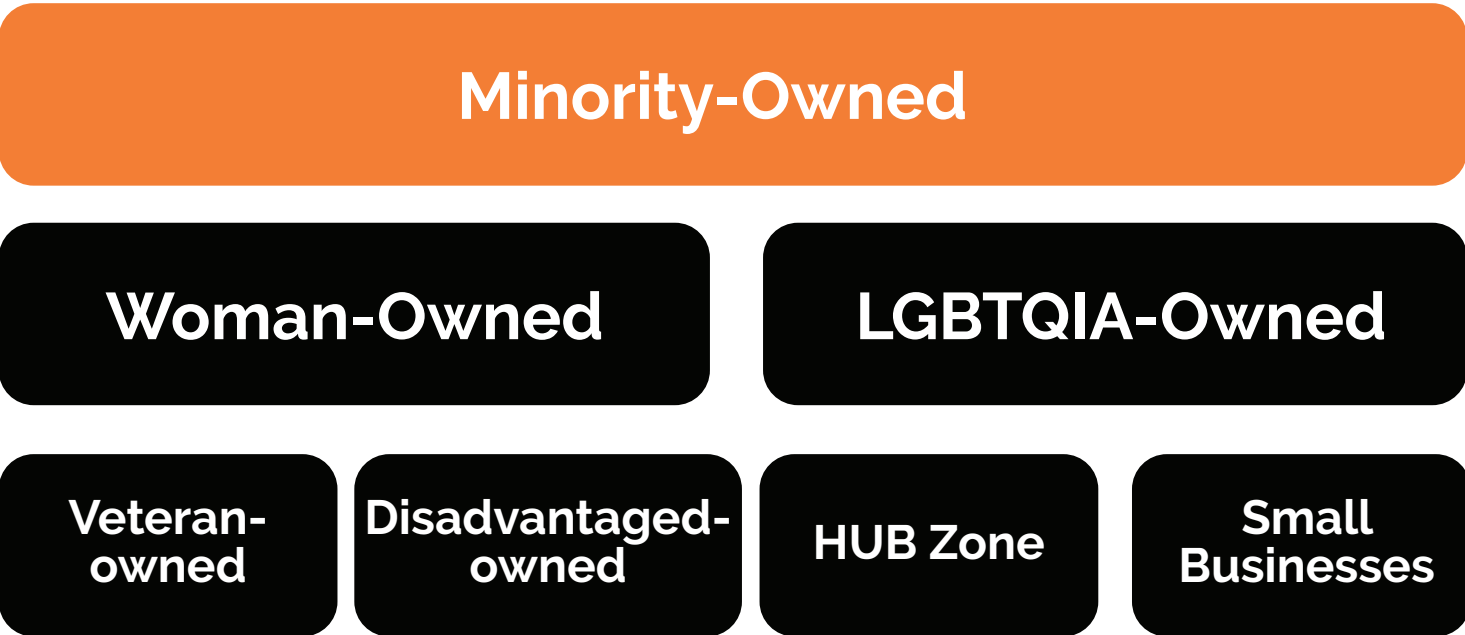 Minority-Owned
Woman-Owned
LGBTQIA-Owned
Veteran-
owned
Disadvantaged-
owned
HUB Zone
Small
Businesses